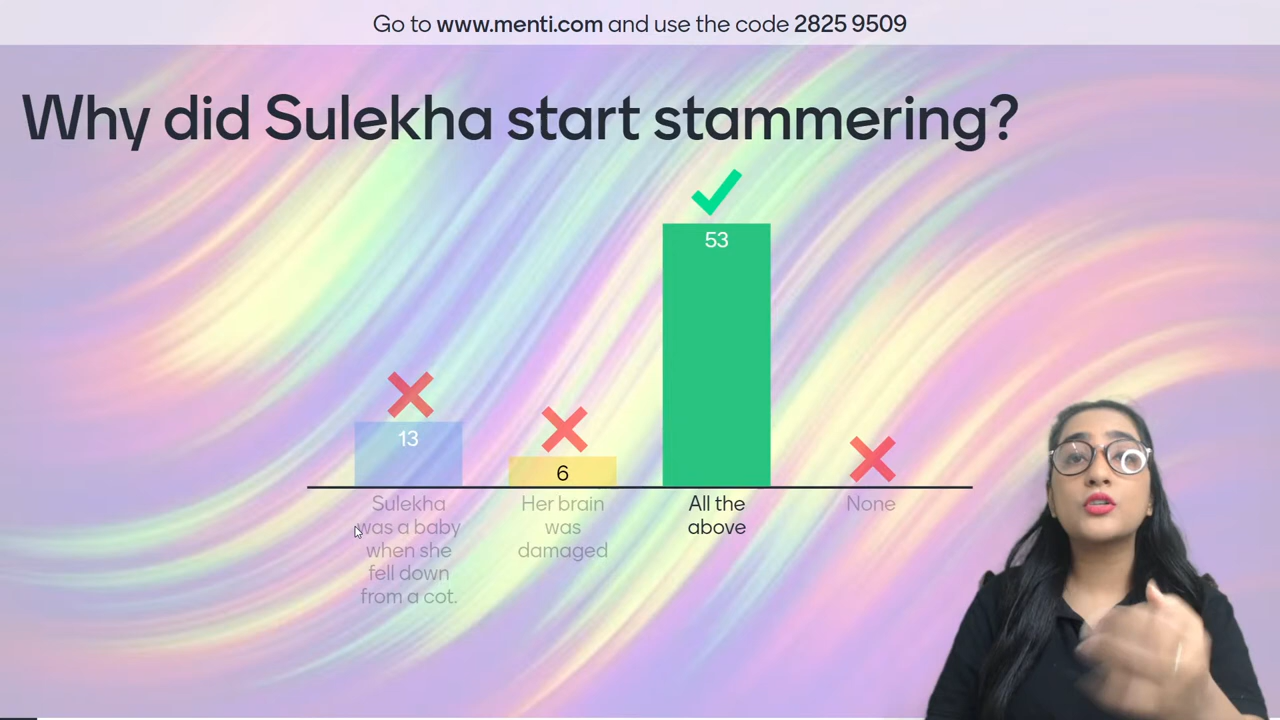 Go to www.menti.com and use the code 2825 9509
Why did Sulekha start stammering?
53
13
6
Sulekha
was a baby
when she
fell down
from a cot.
Her brain
was
damaged
All the
above
None